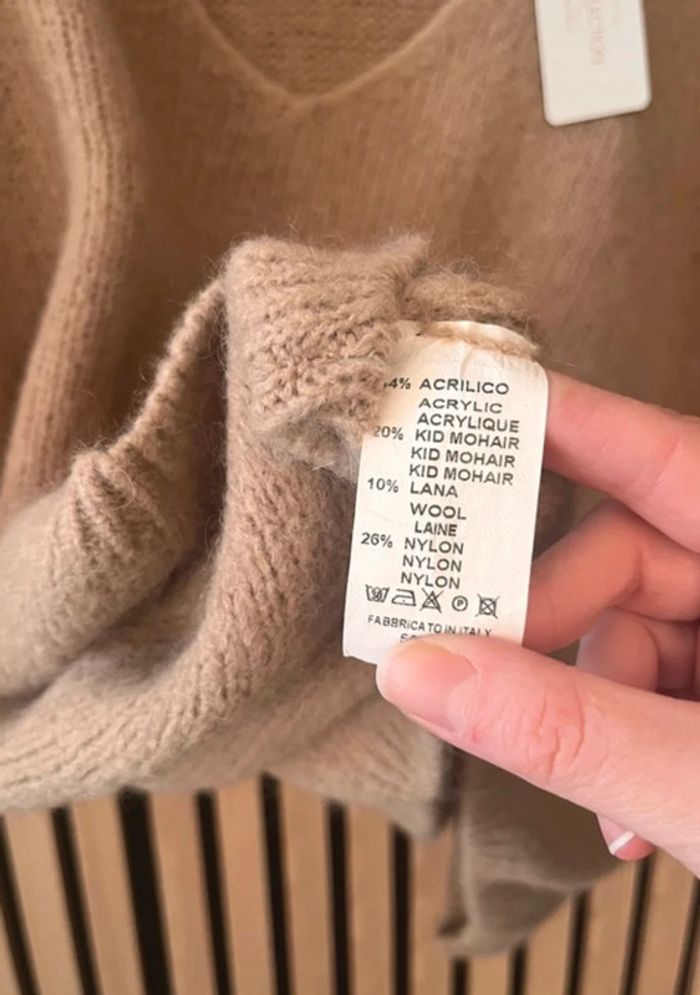 4% ACRILICO
ACRYLIC
ACRYLIQUE
20% KID MOHAIR
KID MOHAIR
KID MOHAIR
10% LANA
WOOL
LAINE
26% NYLON
NYLON
NYLON
P
FABBRICATO IN ITALY